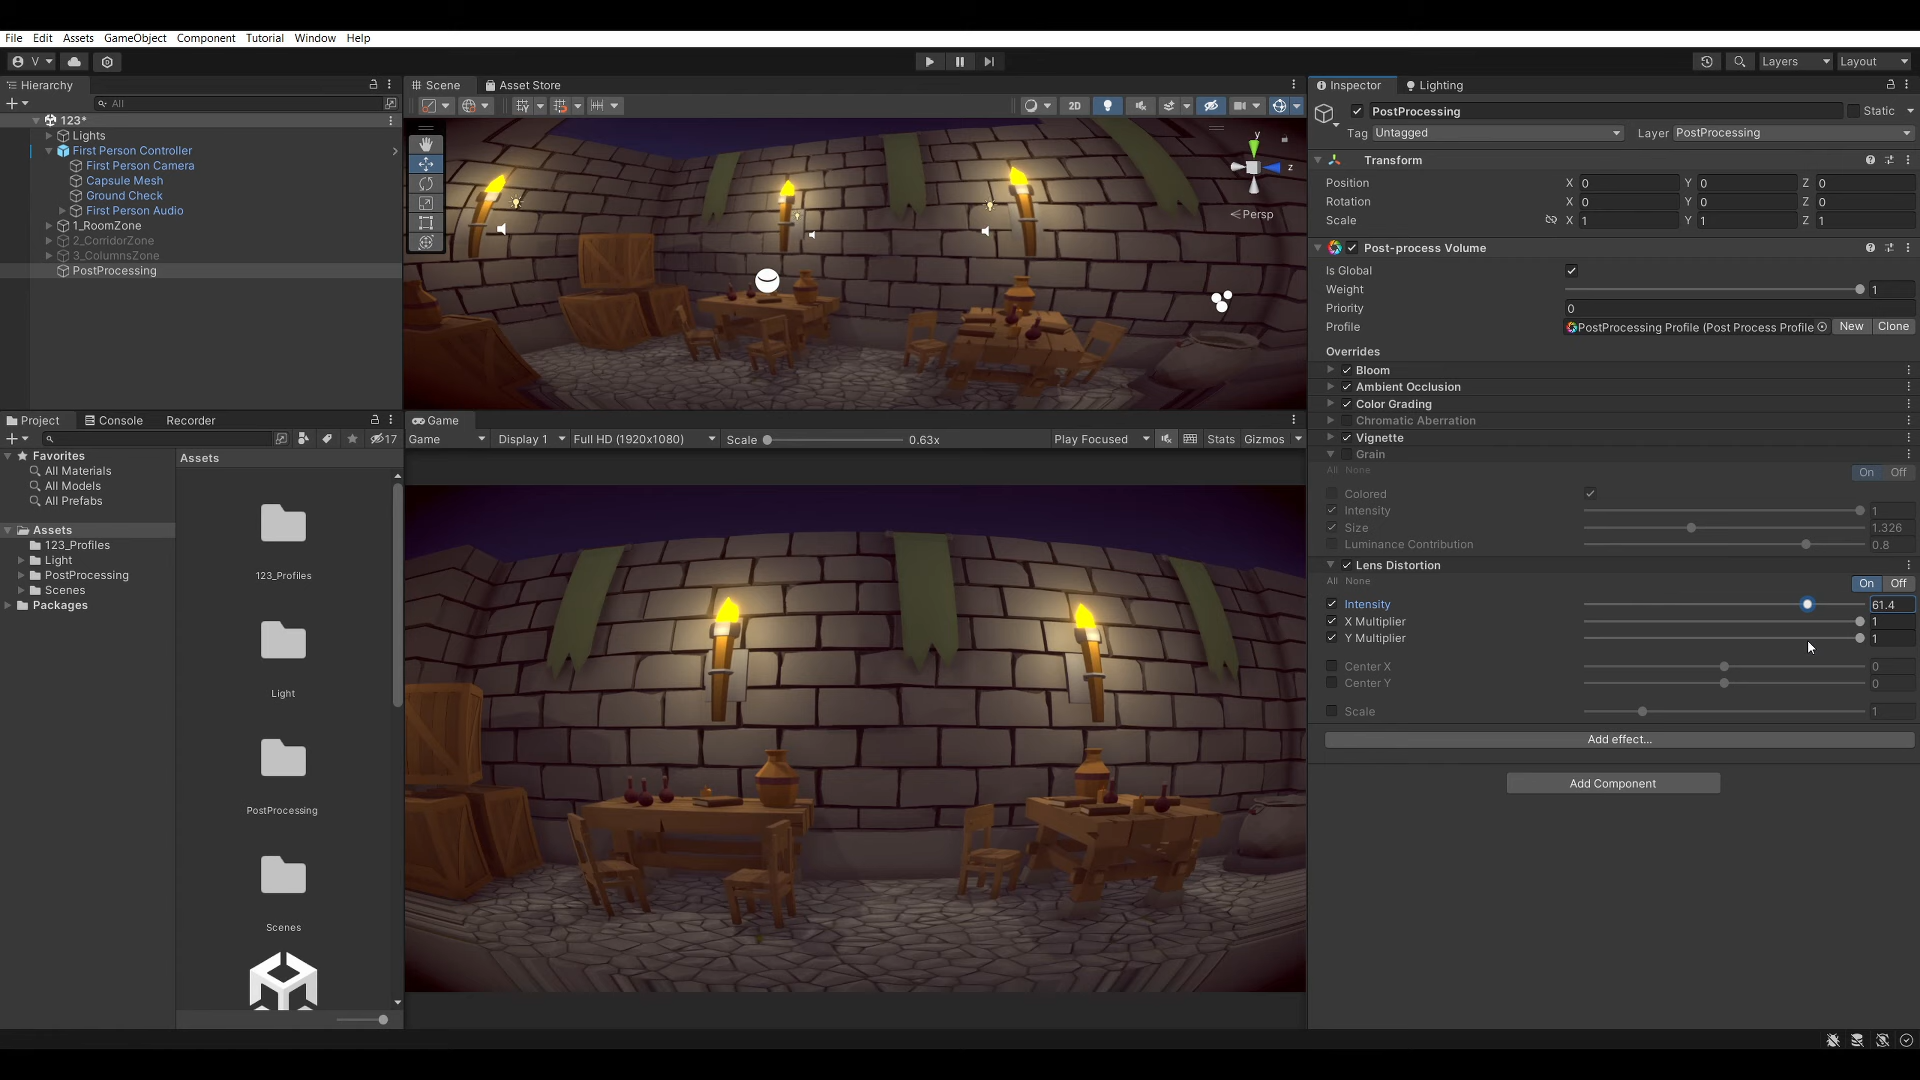 File Edit Assets GameObject Component Tutorial Window Help
V Layers Layout
Hierarchy
All
123*
Lights
First Person Controller
First Person Camera
Capsule Mesh
Ground Check
First Person Audio
1_RoomZone
2_CorridorZone
3_ColumnsZone
PostProcessing
Scene Asset Store
2D
y
z
Persp
Project Console Recorder
17
Favorites
All Materials
All Models
All Prefabs
Assets
123_Profiles
Light
PostProcessing
Scenes
Packages
Assets
123_Profiles
Light
PostProcessing
Scenes
Game
Game Display 1 Full HD (1920x1080) Scale 0.63x Play Focused Stats Gizmos
Inspector Lighting
PostProcessing Static
Tag Untagged Layer PostProcessing
Transform
Position X 0 Y 0 Z 0
Rotation X 0 Y 0 Z 0
Scale X 1 Y 1 Z 1
Post-process Volume
Is Global
Weight 1
Priority 0
Profile PostProcessing Profile (Post Process Profile New Clone
Overrides
Bloom
Ambient Occlusion
Color Grading
Chromatic Aberration
Vignette
Grain
All None On Off
Colored
Intensity 1
Size 1.326
Luminance Contribution 0.8
Lens Distortion
All None On Off
Intensity 61.4
X Multiplier 1
Y Multiplier 1
Center X 0
Center Y 0
Scale 1
Add effect...
Add Component